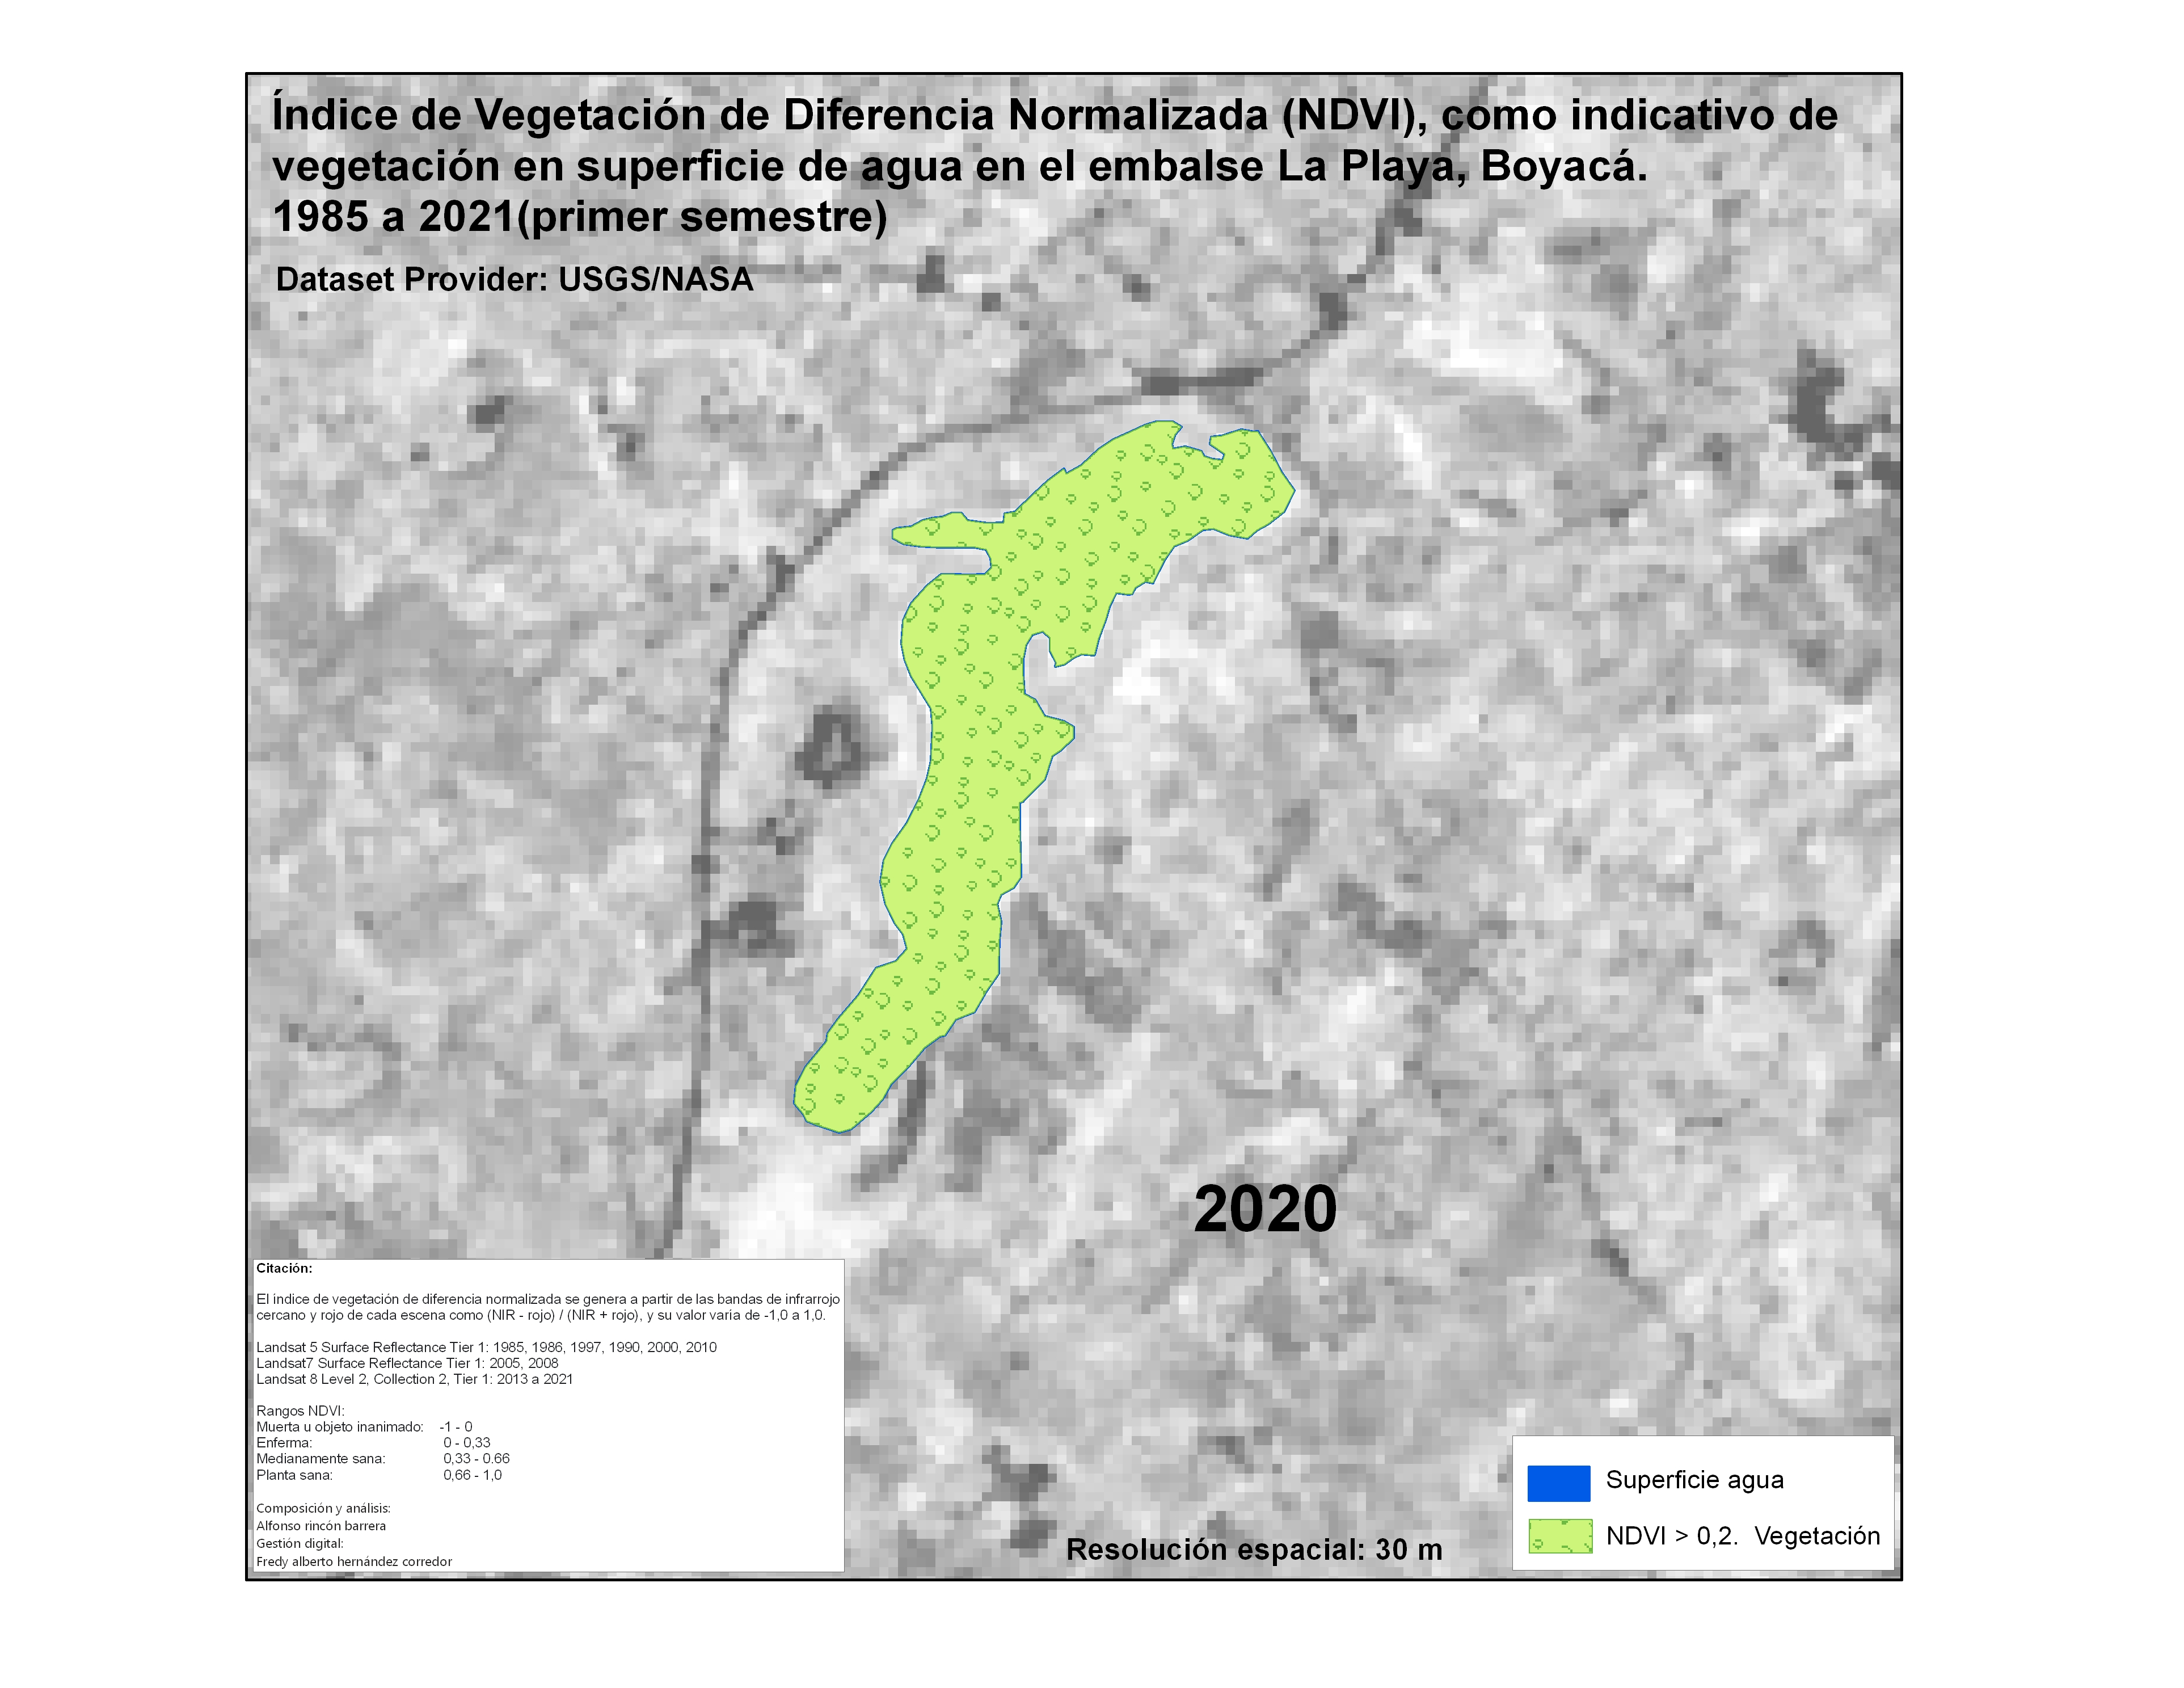 Índice de Vegetación de Diferencia Normalizada (NDVI), como indicativo de
vegetación en superficie de agua en el embalse La Playa, Boyacá.
1985 a 2021(primer semestre)
Dataset Provider: USGS/NASA
2020
Citación:
El indice de vegetación de diferencia normalizada se genera a partir de las bandas de infrarrojo
cercano y rojo de cada escena como (NIR - rojo) / (NIR + rojo), y su valor varia de -1,0 a 1,0.
Landsat 5 Surface Reflectance Tier 1: 1985, 1986, 1997, 1990, 2000, 2010
Landsat7 Surface Reflectance Tier 1: 2005, 2008
Landsat 8 Level 2, Collection 2, Tier 1: 2013 a 2021
Rangos NDVI:
Muerta u objeto inanimado: -1 - 0
Enferma: 0 - 0,33
Medianamente sana: 0,33 - 0.66
Planta sana: 0,66 - 1,0
Composición y análisis:
Alfonso rincón barrera
Gestión digital:
Fredy alberto hernández corredor
Resolución espacial: 30 m
Superficie agua
NDVI > 0,2. Vegetación